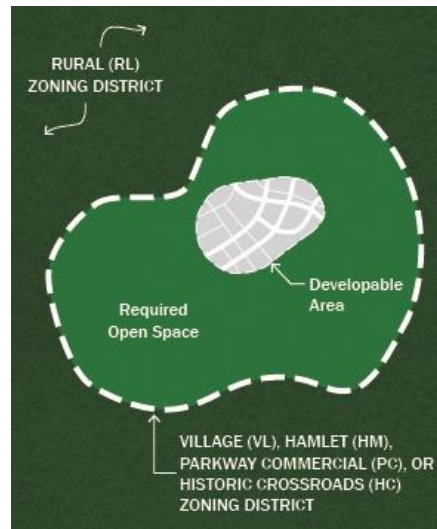 RURAL (RL)
ZONING DISTRICT
Developable
Area
Required
Open Space
VILLAGE (VL), HAMLET (HM),
PARKWAY COMMERCIAL (PC), OR
HISTORIC CROSSROADS (HC)
ZONING DISTRICT